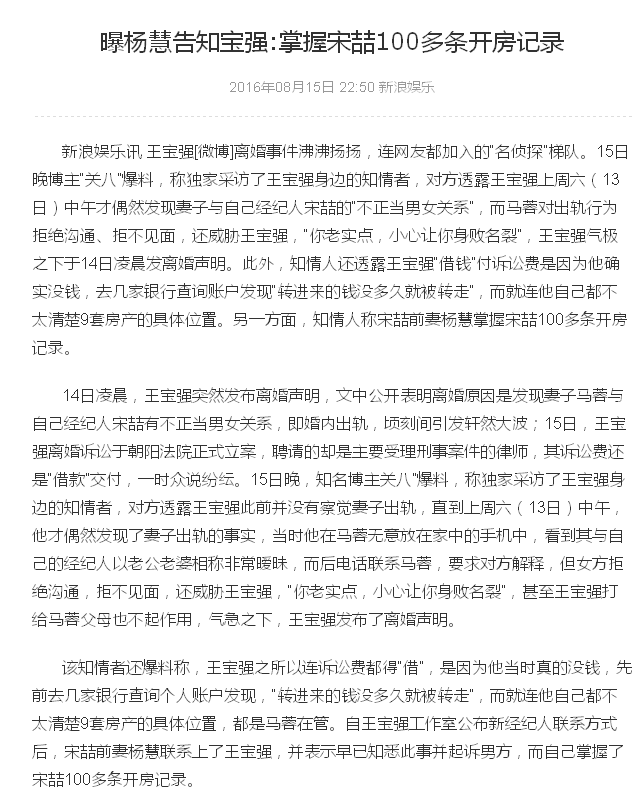 曝杨慧告知宝强:掌握宋喆100多条开房记录
2016年08月15日 22:50 新浪娱乐
新浪娱乐讯 王宝强[微博]离婚事件沸沸扬扬，连网友都加入的“名侦探”梯队。15日
晚博主“关八”爆料，称独家采访了王宝强身边的知情者，对方透露王宝强上周六（13
日）中午才偶然发现妻子与自己经纪人宋喆的“不正当男女关系”，而马蓉对出轨行为
拒绝沟通、拒不见面，还威胁王宝强，“你老实点，小心让你身败名裂”，王宝强气极
之下于14日凌晨发离婚声明。此外，知情人还透露王宝强“借钱”付诉讼费是因为他确
实没钱，去几家银行查询账户发现“转进来的钱没多久就被转走”，而就连他自己都不
太清楚9套房产的具体位置。另一方面，知情人称宋喆前妻杨慧掌握宋喆100多条开房
记录。
14日凌晨，王宝强突然发布离婚声明，文中公开表明离婚原因是发现妻子马蓉与
自己经纪人宋喆有不正当男女关系，即婚内出轨，顷刻间引发轩然大波；15日，王宝
强离婚诉讼于朝阳法院正式立案，聘请的却是主要受理刑事案件的律师，其诉讼费还
是“借款”交付，一时众说纷纭。15日晚，知名博主关八”爆料，称独家采访了王宝强身
边的知情者，对方透露王宝强此前并没有察觉妻子出轨，直到上周六（13日）中午，
他才偶然发现了妻子出轨的事实，当时他在马蓉无意放在家中的手机中，看到其与自
己的经纪人以老公老婆相称非常暧昧，而后电话联系马蓉，要求对方解释，但女方拒
绝沟通，拒不见面，还威胁王宝强，“你老实点，小心让你身败名裂”，甚至王宝强打
给马蓉父母也不起作用，气急之下，王宝强发布了离婚声明。
该知情者还爆料称，王宝强之所以连诉讼费都得“借”，是因为他当时真的没钱，先
前去几家银行查询个人账户发现，“转进来的钱没多久就被转走”，而就连他自己都不
太清楚9套房产的具体位置，都是马蓉在管。自王宝强工作室公布新经纪人联系方式
后，宋喆前妻杨慧联系上了王宝强，并表示早已知悉此事并起诉男方，而自己掌握了
宋喆100多条开房记录。